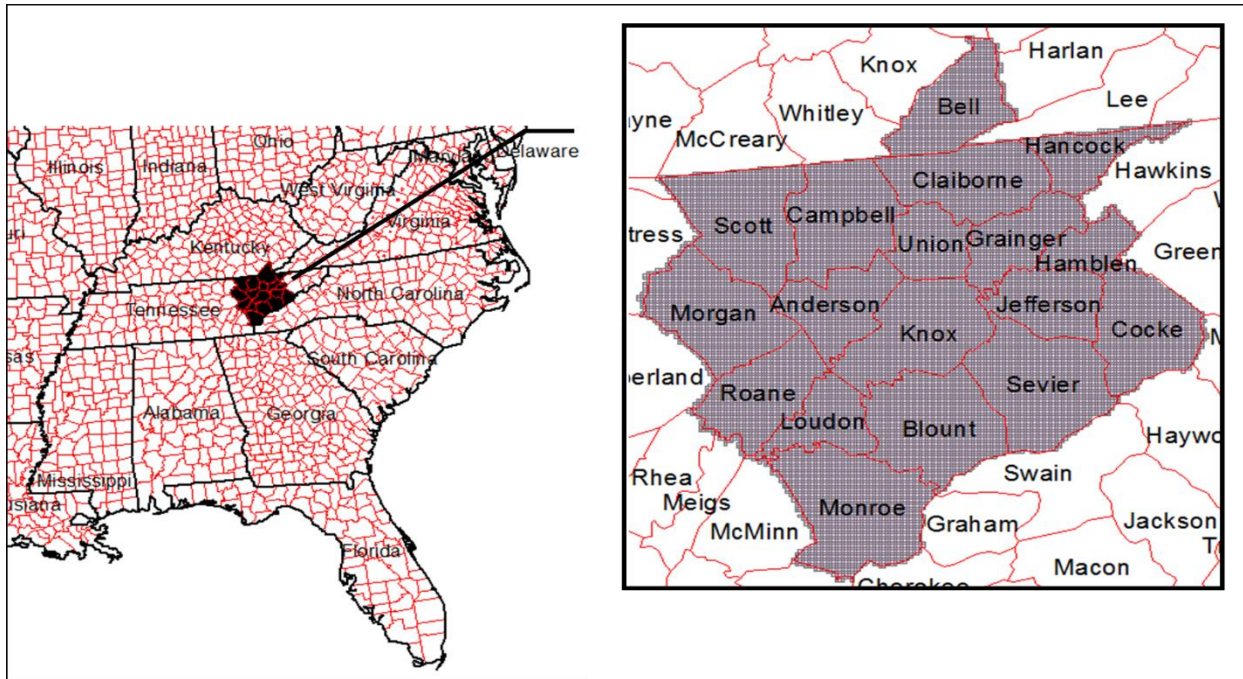 Ohio
Illinois
Indiana
Delaware
West Virginia
Virginia
Kentucky
Tennessee
North Carolina
South Carolina
Alabama
Georgia
Mississippi
Florida
Knox
Harlan
Bell
Lee
Whitley
McCreary
Hancock
Hawkins
Claiborne
Scott
Campbell
Union
Grainger
Hamblen
Anderson
Jefferson
Morgan
Knox
Cocke
Sevier
Roane
Loudon
Blount
Swain
Rhea
Meigs
McMinn
Monroe
Graham
Jackson
Macon